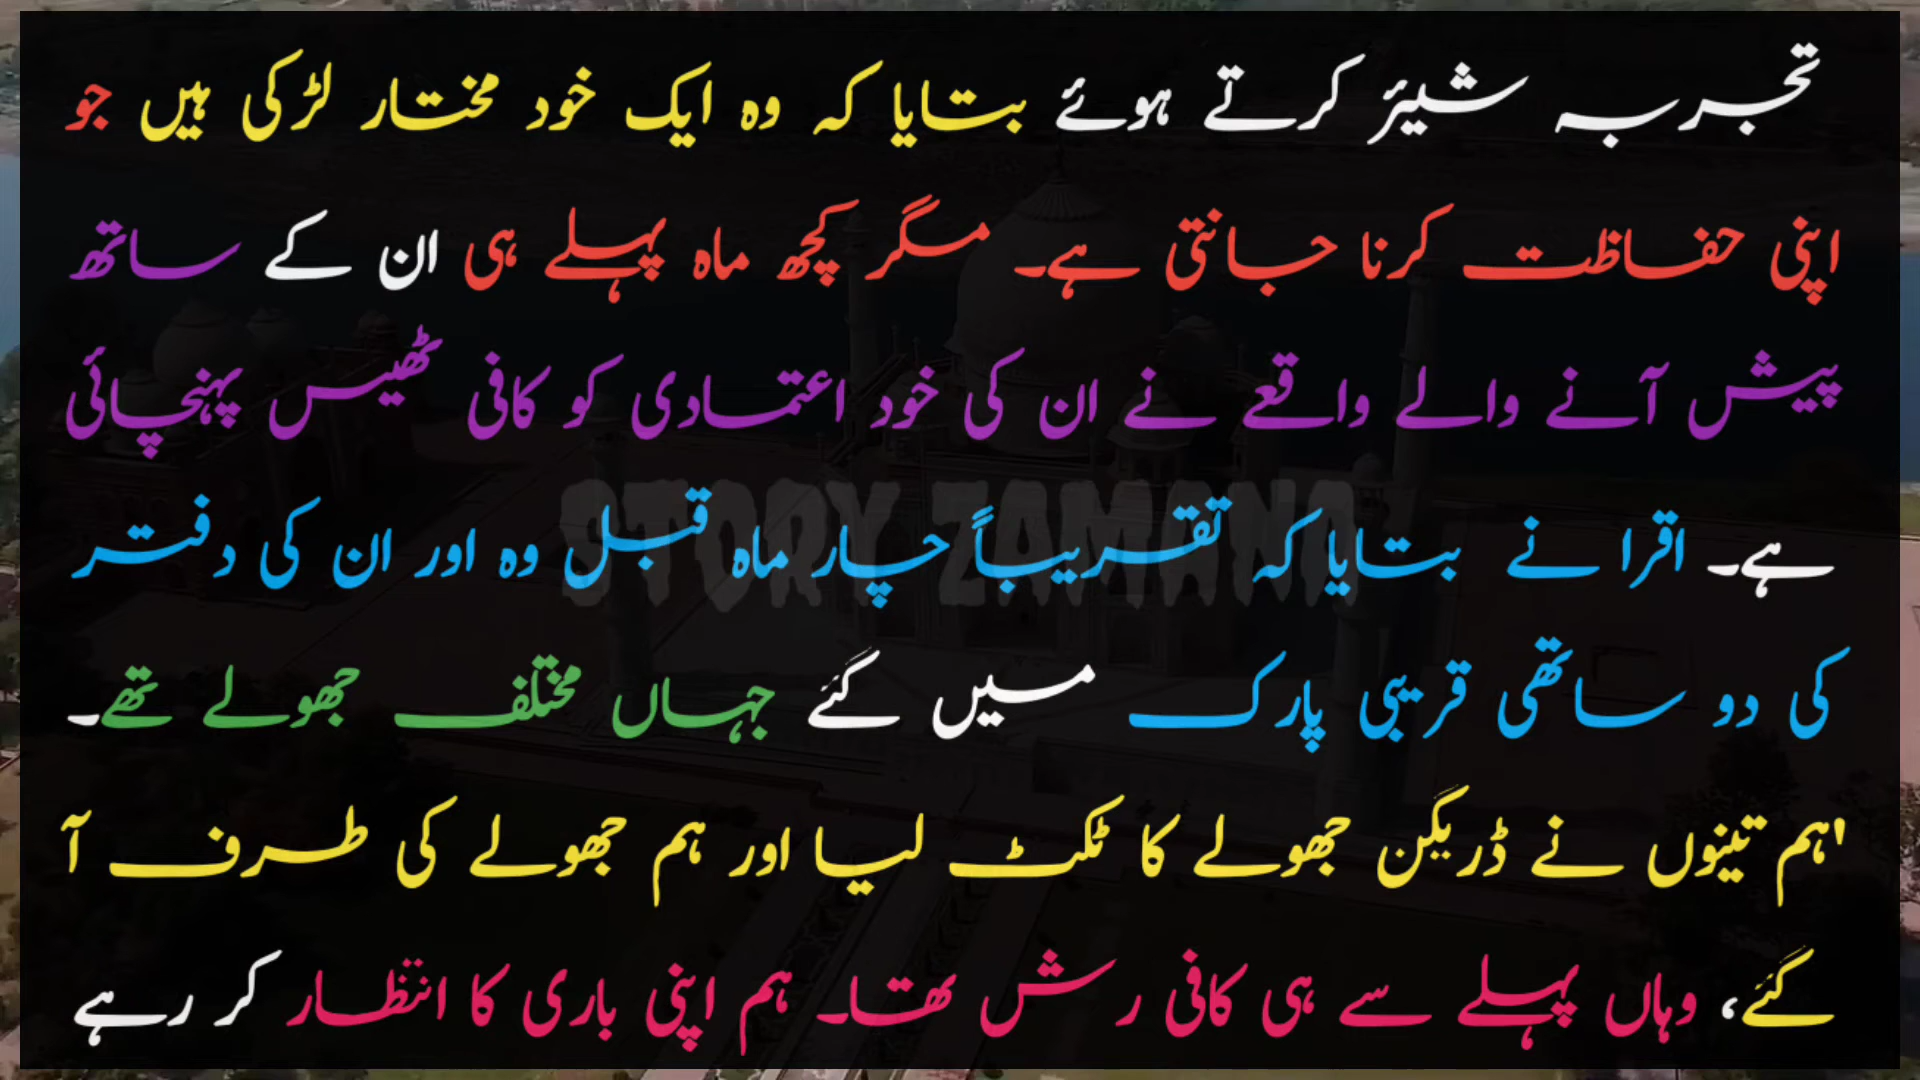 تجربہ شیئر کرتے ہوئے بتایا کہ وہ ایک خود مختار لڑکی ہیں جو
اپنی حفاظت کرنا جانتی ہے۔ مگر کچھ ماہ پہلے ہی ان کے ساتھ
پیش آنے والے واقعے نے ان کی خود اعتمادی کو کافی ٹھیس پہنچائی
ہے۔ اقرا نے بتایا کہ تقریباً چار ماہ قبل وہ اور ان کی دفتر
کی دو ساتھی قریبی پارک میں گئے جہاں مختلف جھولے تھے۔
'ہم تینوں نے ڈریگن جھولے کا ٹکٹ لیا اور ہم جھولے کی طرف آ
گئے، وہاں پہلے سے ہی کافی رش تھا۔ ہم اپنی باری کا انتظار کر رہے
STORY ZAMANA